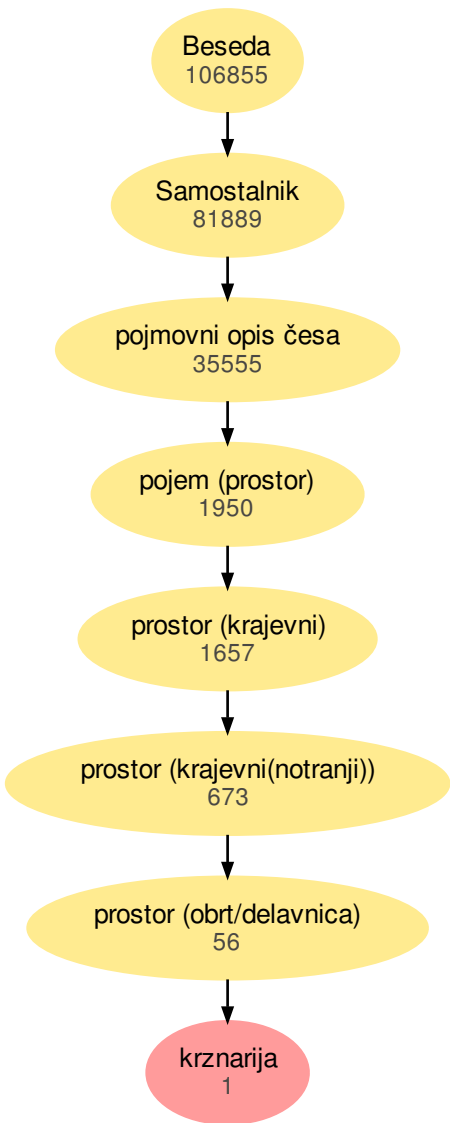 Beseda
106855
Samostalnik
81889
pojmovni opis česa
35555
pojem (prostor)
1950
prostor (krajevni)
1657
prostor (krajevni(notranji))
673
prostor (obrt/delavnica)
56
krznarija
1